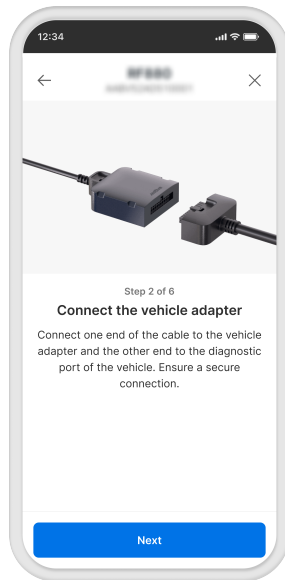 12:34
Step 2 of 6
Connect the vehicle adapter
Connect one end of the cable to the vehicle
adapter and the other end to the diagnostic
port of the vehicle. Ensure a secure
connection.
Next